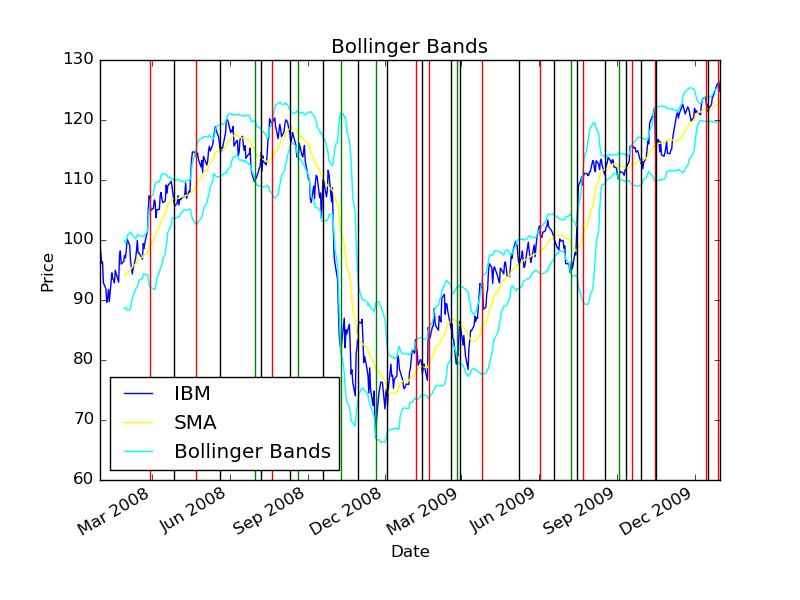 Bollinger Bands
130
120
110
100
90
80
70
60
Price
IBM
SMA
Bollinger Bands
Mar 2008
Jun 2008
Sep 2008
Dec 2008
Mar 2009
Jun 2009
Sep 2009
Dec 2009
Date